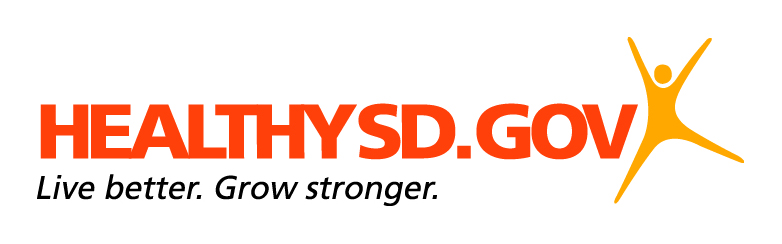 HEALTHYSD.GOV
Live better. Grow stronger.